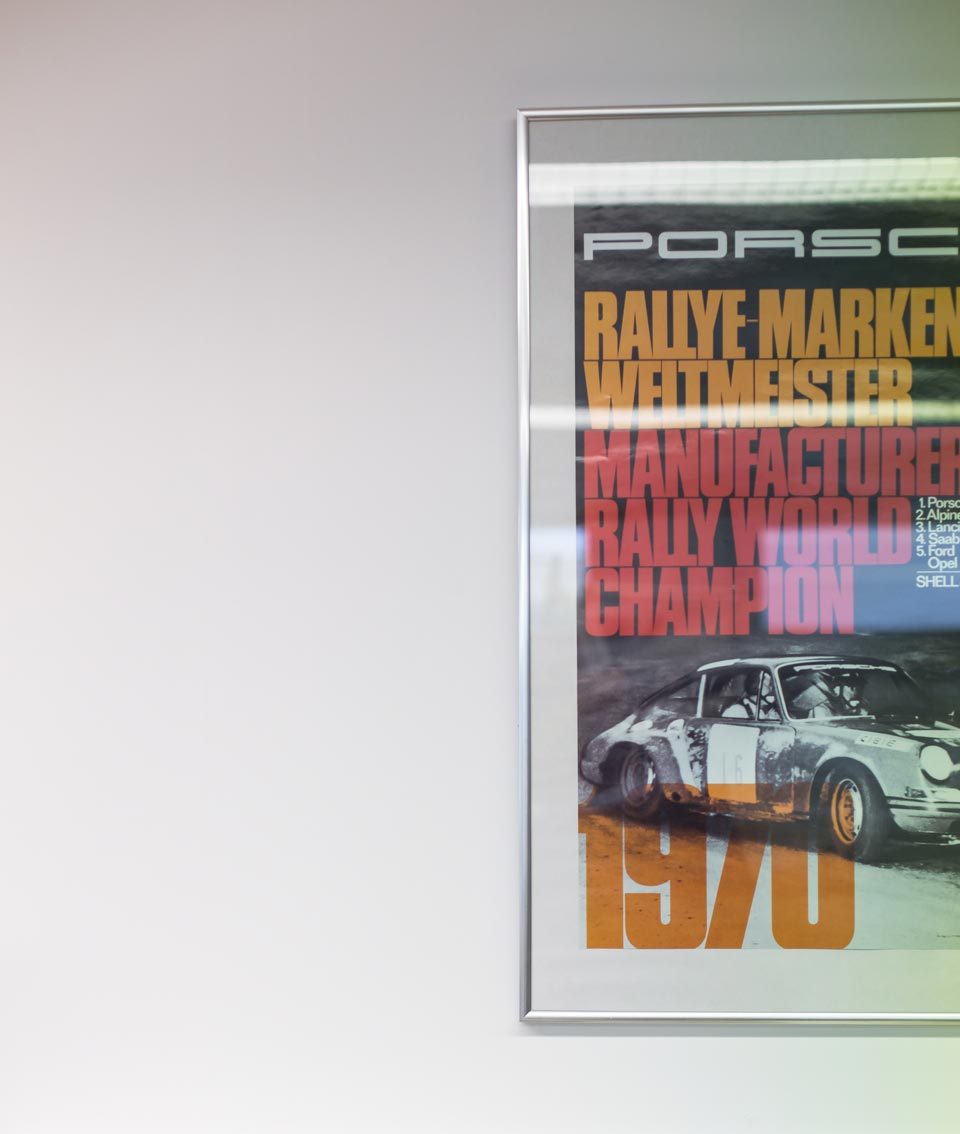 PORSC
RALLYE-MARKEN
WELTMEISTER
MANUFACTURER
RALLY WORLD
CHAMPION
1. Porsc
2. Alpine
3. Lanci
4. Saab
5. Ford
Opel
SHELL
CIBIE
16
1970